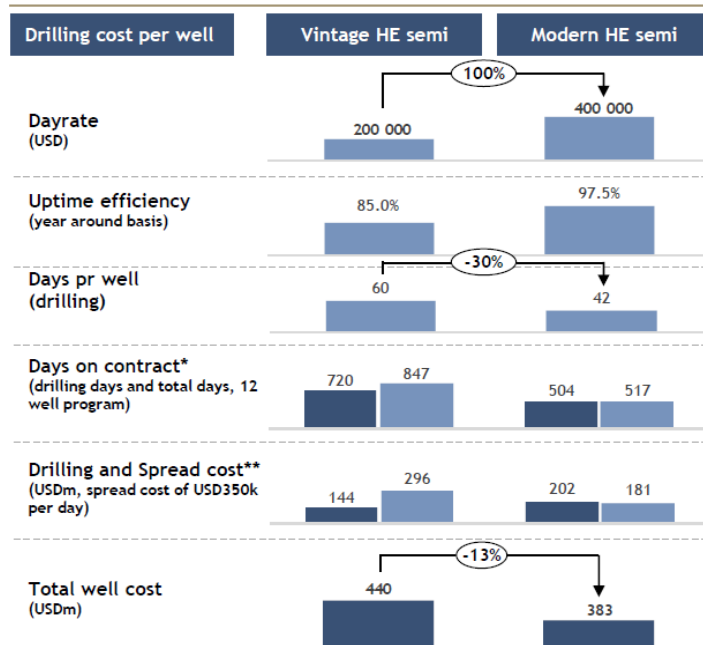 Drilling cost per well Vintage HE semi Modern HE semi
100%
Dayrate
(USD)
200 000 400 000
Uptime efficiency
(year around basis)
85.0% 97.5%
Days pr well
(drilling)
-30%
60 42
Days on contract*
(drilling days and total days, 12
well program)
720 847 504 517
Drilling and Spread cost**
(USDm, spread cost of USD350k
per day)
144 296 202 181
-13%
Total well cost
(USDm)
440 383